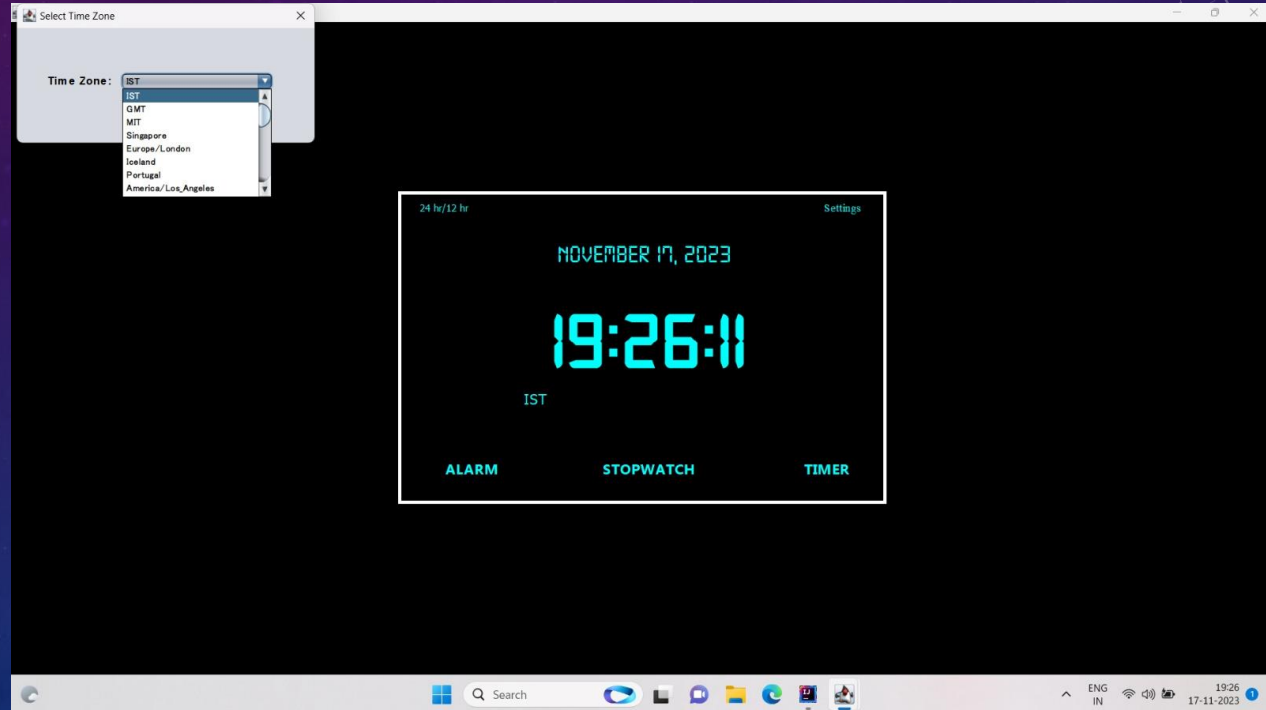 Select Time Zone
Time Zone: IST
IST
GMT
MIT
Singapore
Europe/London
Iceland
Portugal
America/Los_Angeles
24 hr/12 hr Settings
NOVEMBER 17, 2023
19:26:11
IST
ALARM STOPWATCH TIMER
Search
ENG
IN
19:26
17-11-2023
1